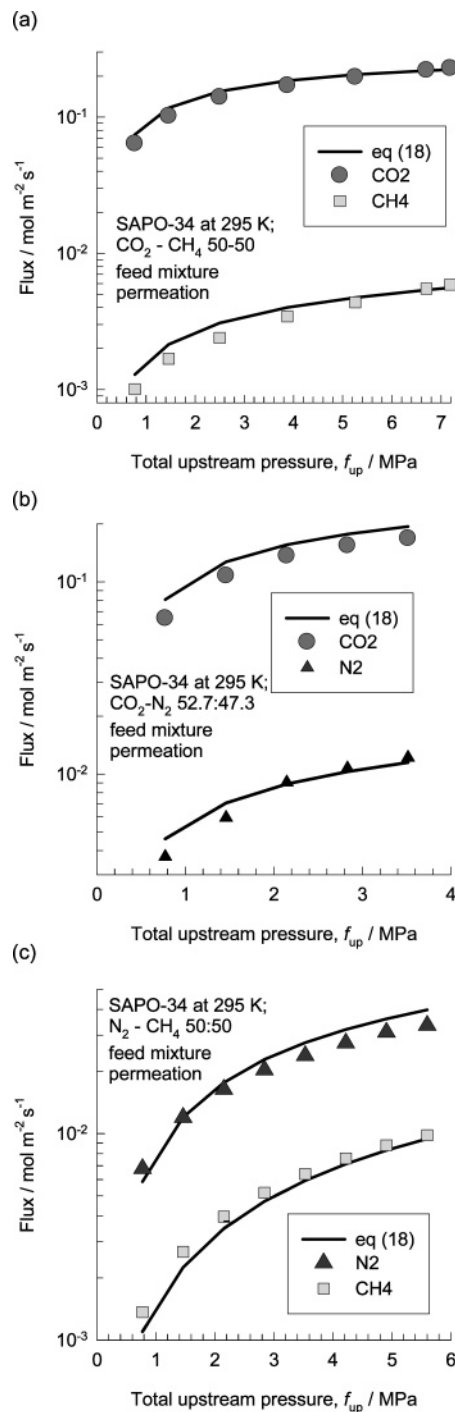 (a)
10⁻¹
10⁻²
10⁻³
Flux / mol m⁻² s⁻¹
eq (18)
CO2
CH4
SAPO-34 at 295 K;
CO₂ - CH₄ 50-50
feed mixture
permeation
0 1 2 3 4 5 6 7
Total upstream pressure, f_up / MPa
(b)
10⁻¹
10⁻²
Flux / mol m⁻² s⁻¹
eq (18)
CO2
N2
SAPO-34 at 295 K;
CO₂-N₂ 52.7:47.3
feed mixture
permeation
0 1 2 3 4
Total upstream pressure, f_up / MPa
(c)
SAPO-34 at 295 K;
N₂ - CH₄ 50:50
feed mixture
permeation
10⁻²
10⁻³
Flux / mol m⁻² s⁻¹
eq (18)
N2
CH4
0 1 2 3 4 5 6
Total upstream pressure, f_up / MPa